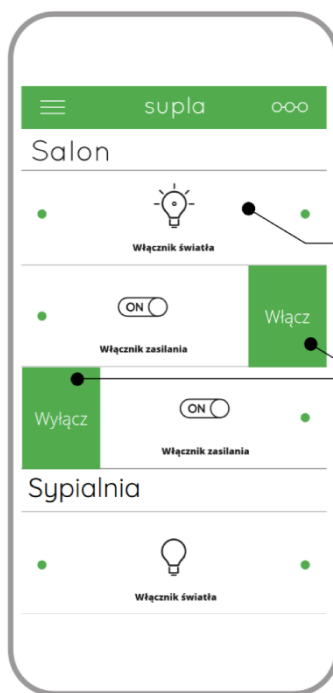 supla
Salon
Włącznik światła
ON
Włącz
Włącznik zasilania
Wyłącz
ON
Włącznik zasilania
Sypialnia
Włącznik światła